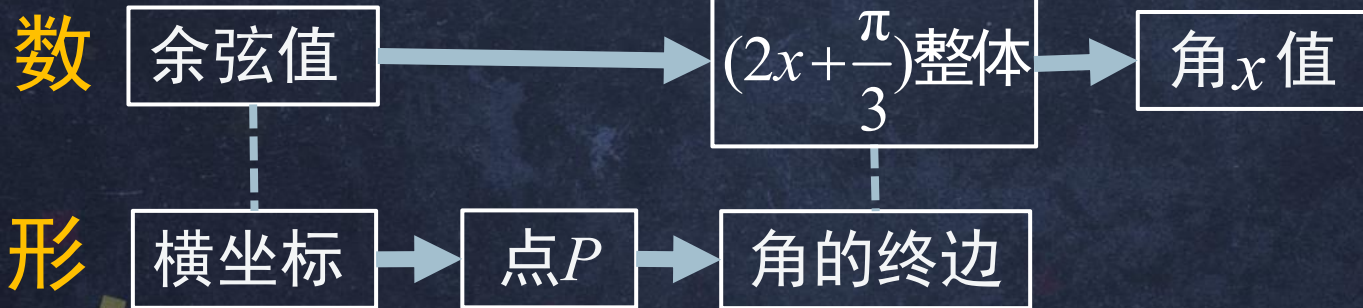 数 余弦值 (2x+π/3)整体 角x值
形 横坐标 点P 角的终边